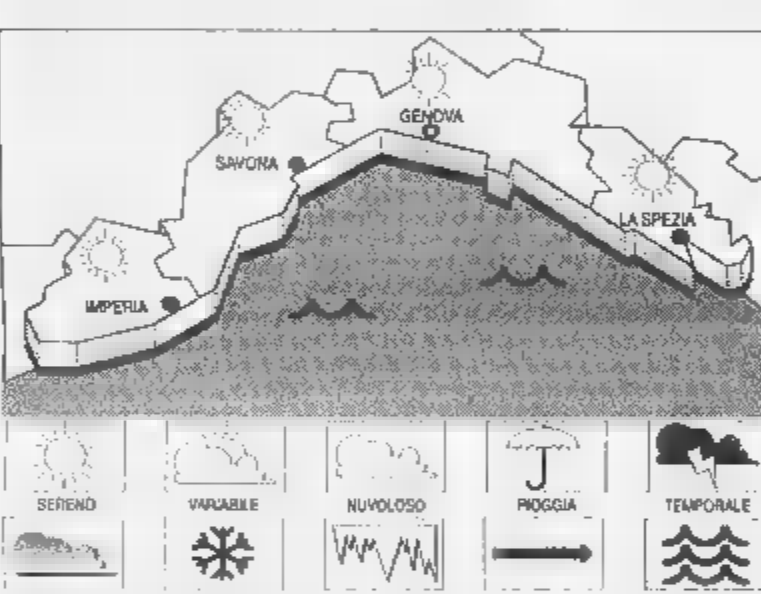 GENOVA
SAVONA
LA SPEZIA
IMPERIA
SERENO
VARIABILE
NUVOLOSO
PIOGGIA
TEMPORALE